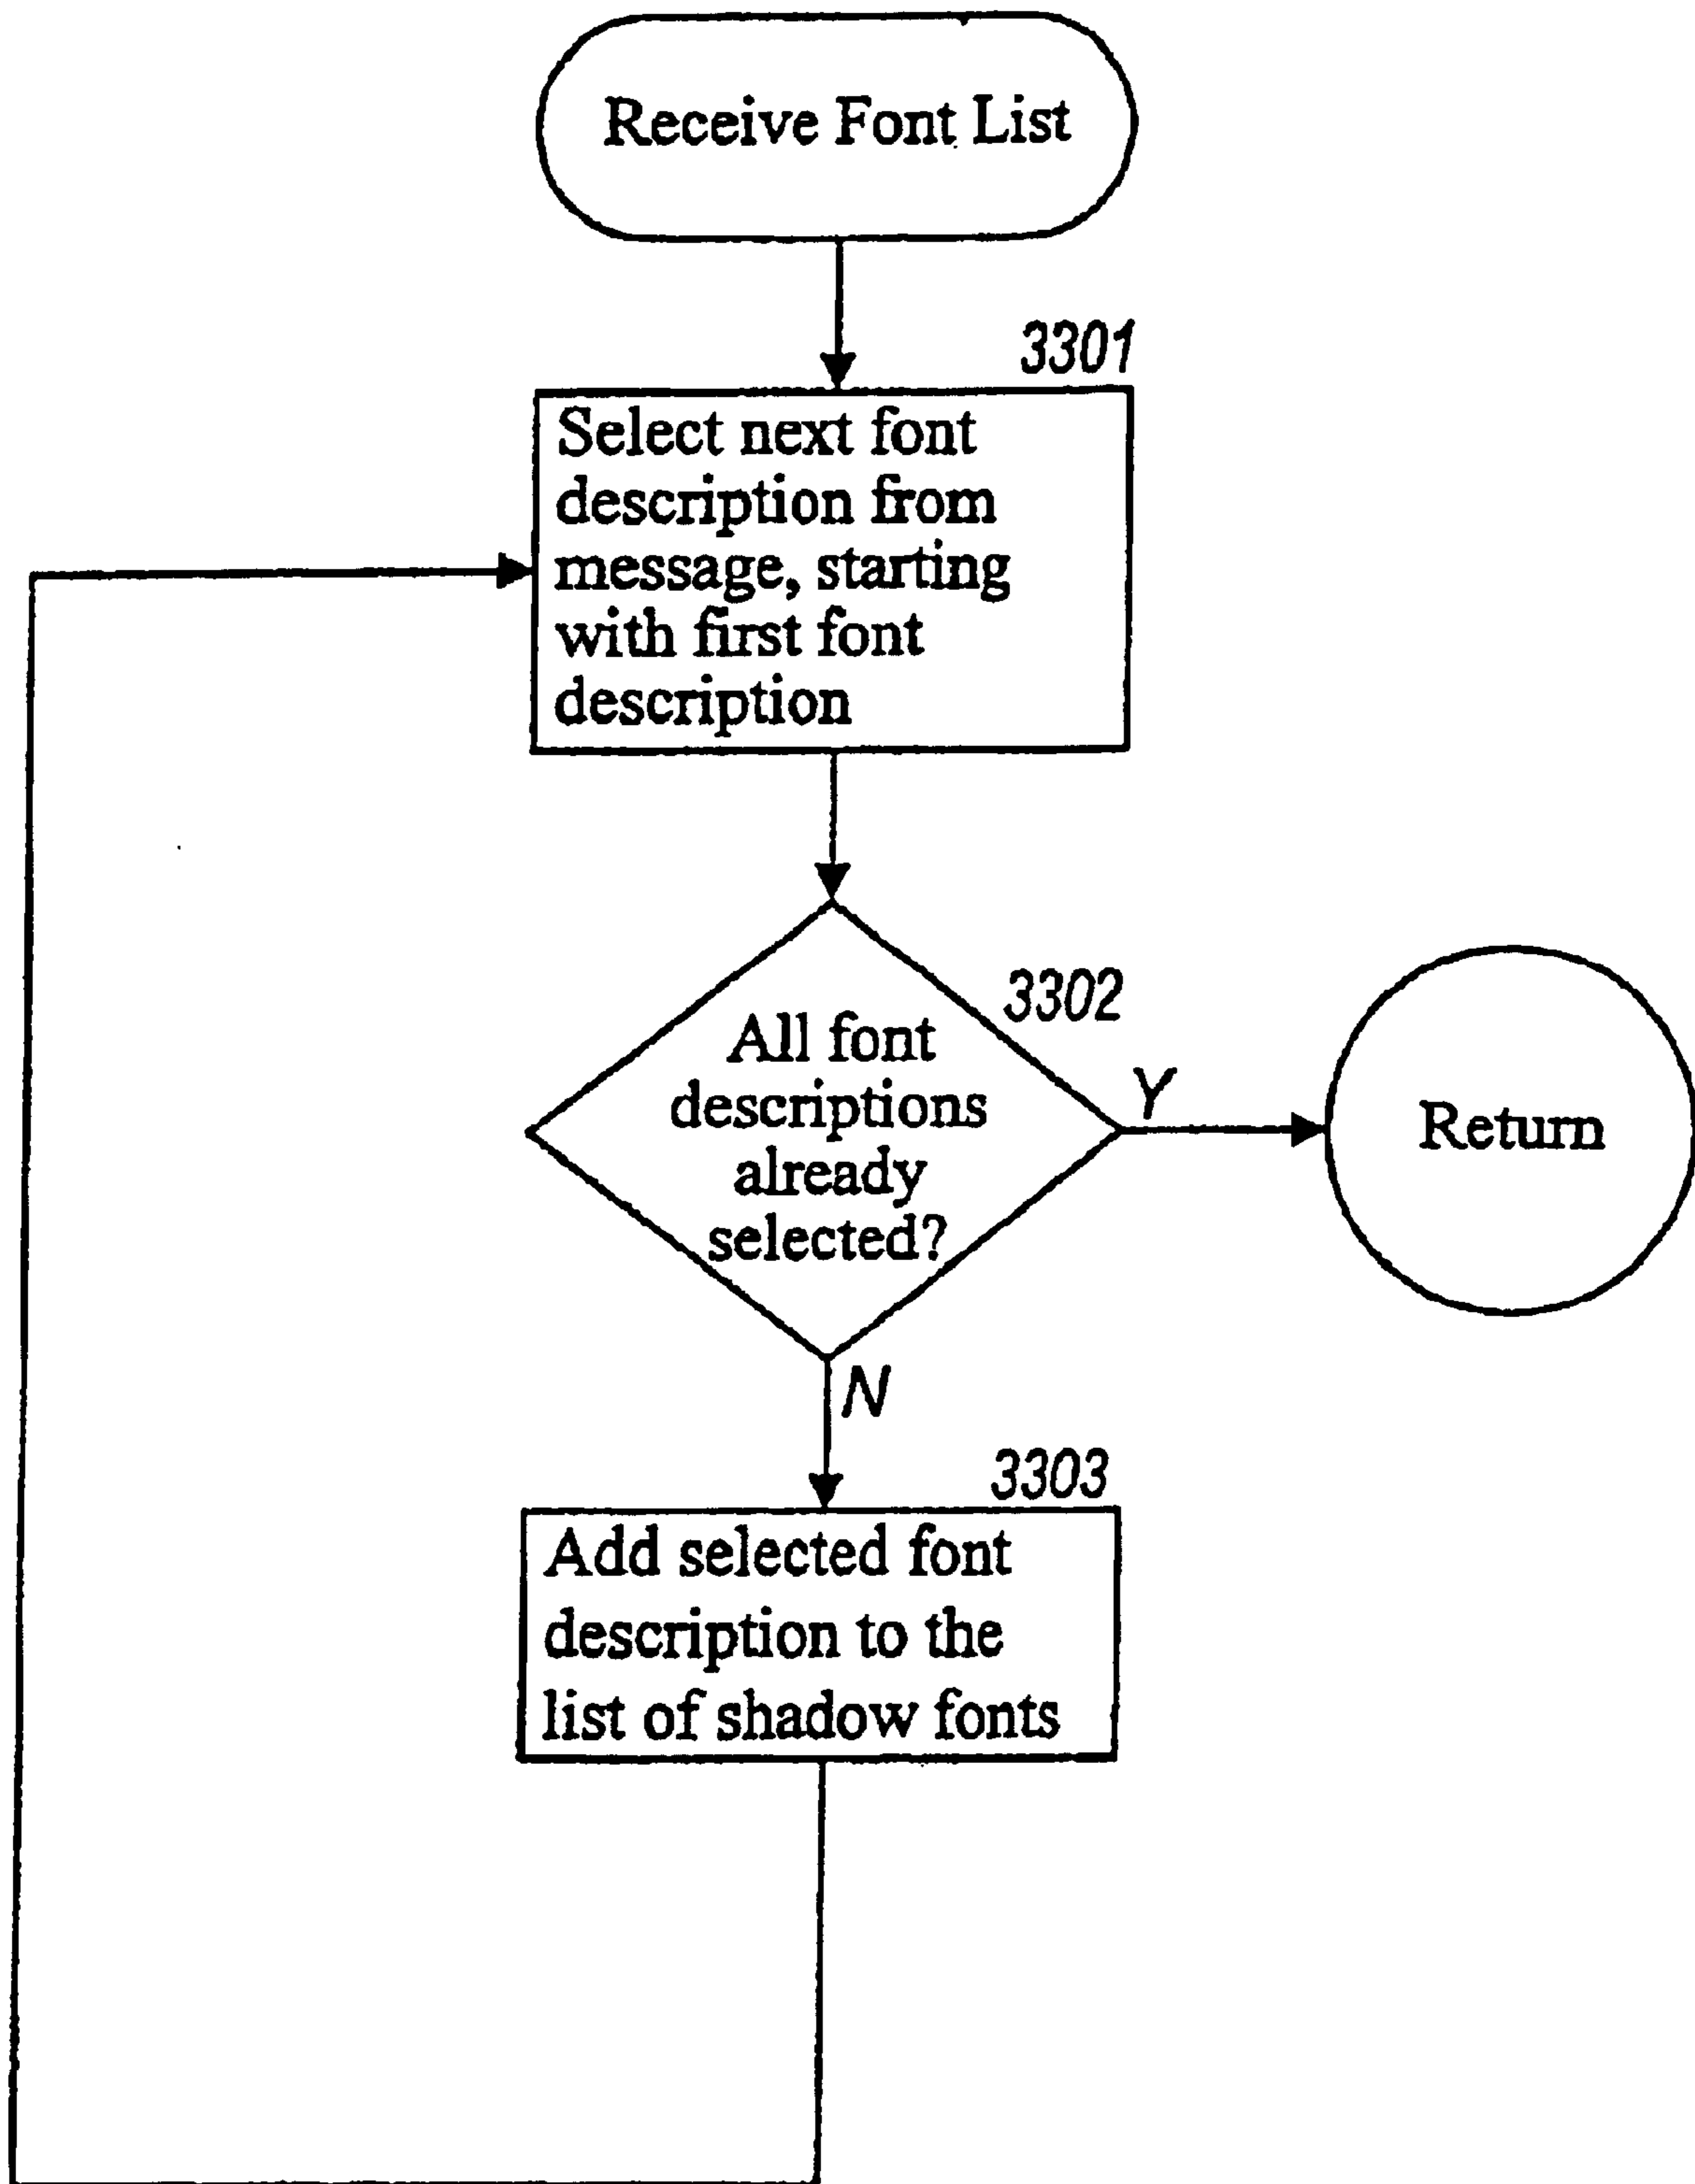 Receive Font List
3301
Select next font
description from
message, starting
with first font
description
3302
All font
descriptions
already
selected?
Y
Return
N
3303
Add selected font
description to the
list of shadow fonts